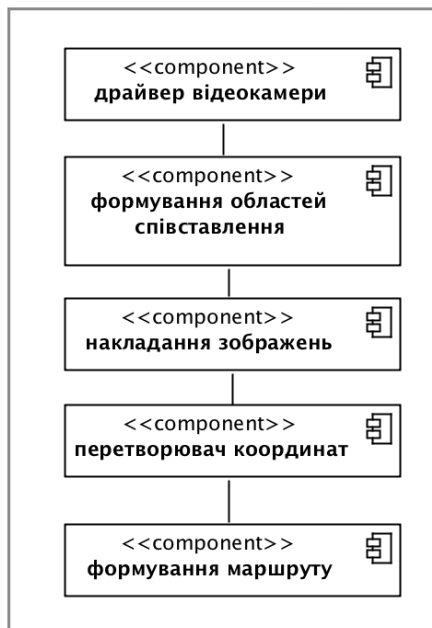 <<component>>
драйвер відеокамери
<<component>>
формування областей
співставлення
<<component>>
накладання зображень
<<component>>
перетворювач координат
<<component>>
формування маршруту